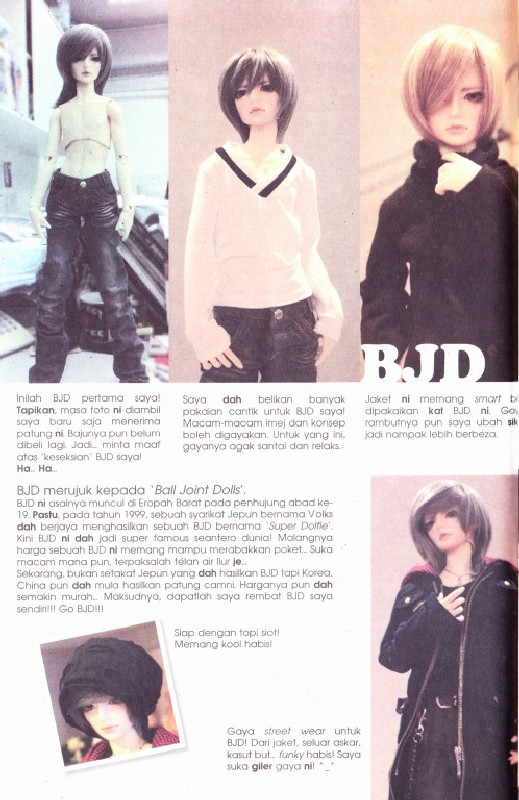 BJD
Inilah BJD pertama saya!
Tapikan, masa foto ni diambil
saya baru saja menerima
patung ni. Bajunya pun belum
dibeli lagi. Jadi... minta maaf
atas 'keseksian' BJD saya!
Ha... Ha...
Saya dah belikan banyak
pakaian cantik untuk BJD saya!
Macam-macam imej dan konsep
boleh digayakan. Untuk yang ini,
gayanya agak santai dan relaks.
Jaket ni memang smart bi
dipakaikan kat BJD ni. Gay
rambutnya pun saya ubah sik
jadi nampak lebih berbeza.
BJD merujuk kepada 'Ball Joint Dolls'.
BJD ni asalnya muncul di Eropah Barat pada penhujung abad ke-
19. Pastu, pada tahun 1999, sebuah syarikat Jepun bernama Volks
dah berjaya menghasilkan sebuah BJD bernama 'Super Dolfie'.
Kini BJD ni dah jadi super famous seantero dunia! Malangnya
harga sebuah BJD ni memang mampu merabakkan poket... Suka
macam mana pun, terpaksalah telan air liur je...
Sekarang, bukan setakat Jepun yang dah hasilkan BJD tapi Korea,
China pun dah mula hasilkan patung camni. Harganya pun dah
semakin murah... Maksudnya, dapatlah saya rembat BJD saya
sendiri!!! Go BJD!!!
Siap dengan topi siot!
Memang kool habis!
Gaya street wear untuk
BJD! Dari jaket, seluar askar,
kasut but... funky habis! Saya
suka giler gaya ni! ^_^